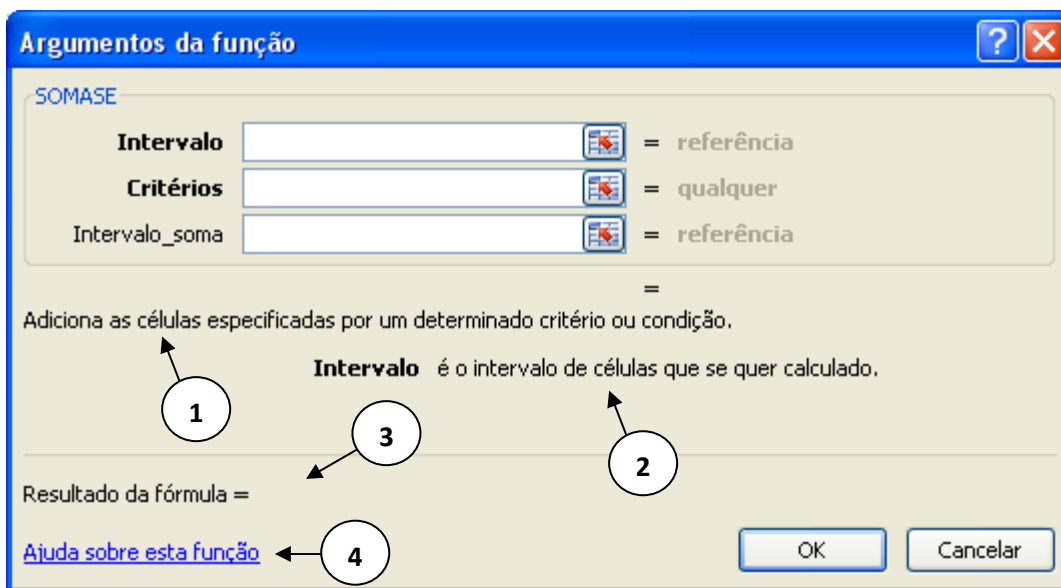 Argumentos da função
SOMASE
Intervalo = referência
Critérios = qualquer
Intervalo_soma = referência
=
Adiciona as células especificadas por um determinado critério ou condição.
Intervalo é o intervalo de células que se quer calculado.
1
3
2
Resultado da fórmula =
Ajuda sobre esta função
4
OK
Cancelar